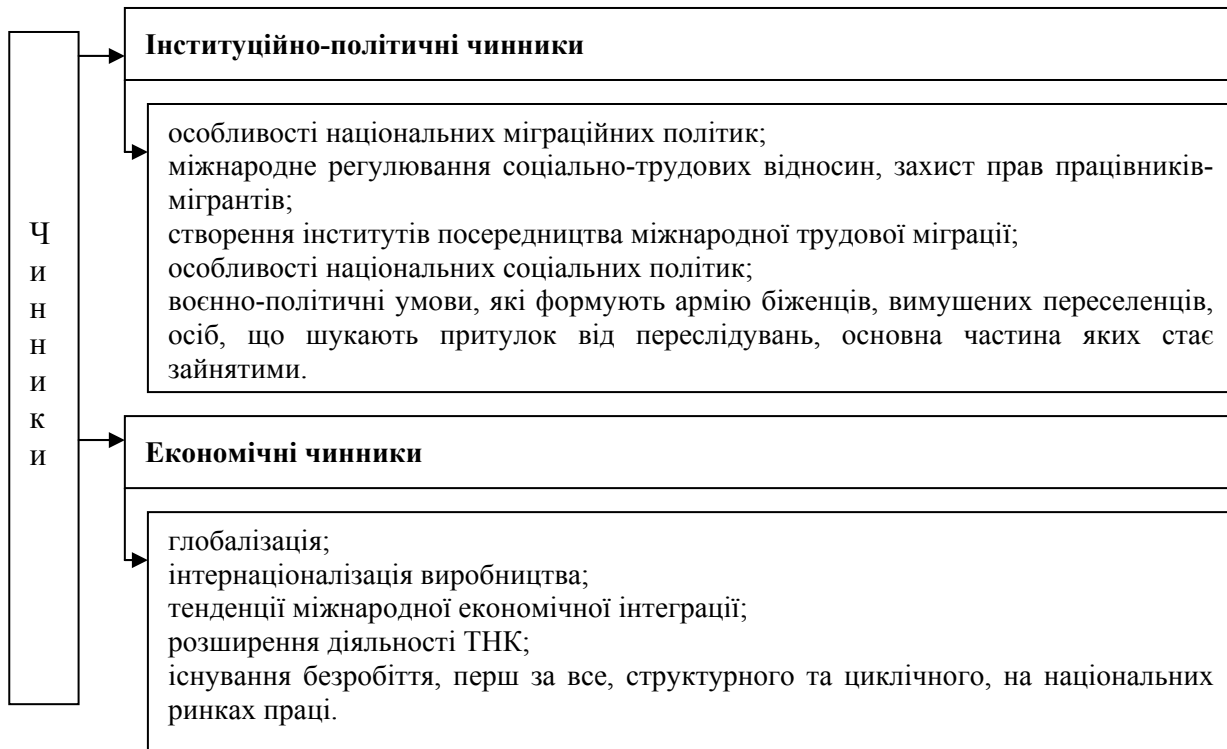 Чинники
Інституційно-політичні чинники
особливості національних міграційних політик;
міжнародне регулювання соціально-трудових відносин, захист прав працівників-
мігрантів;
створення інститутів посередництва міжнародної трудової міграції;
особливості національних соціальних політик;
воєнно-політичні умови, які формують армію біженців, вимушених переселенців,
осіб, що шукають притулок від переслідувань, основна частина яких стає
зайнятими.
Економічні чинники
глобалізація;
інтернаціоналізація виробництва;
тенденції міжнародної економічної інтеграції;
розширення діяльності ТНК;
існування безробіття, перш за все, структурного та циклічного, на національних
ринках праці.